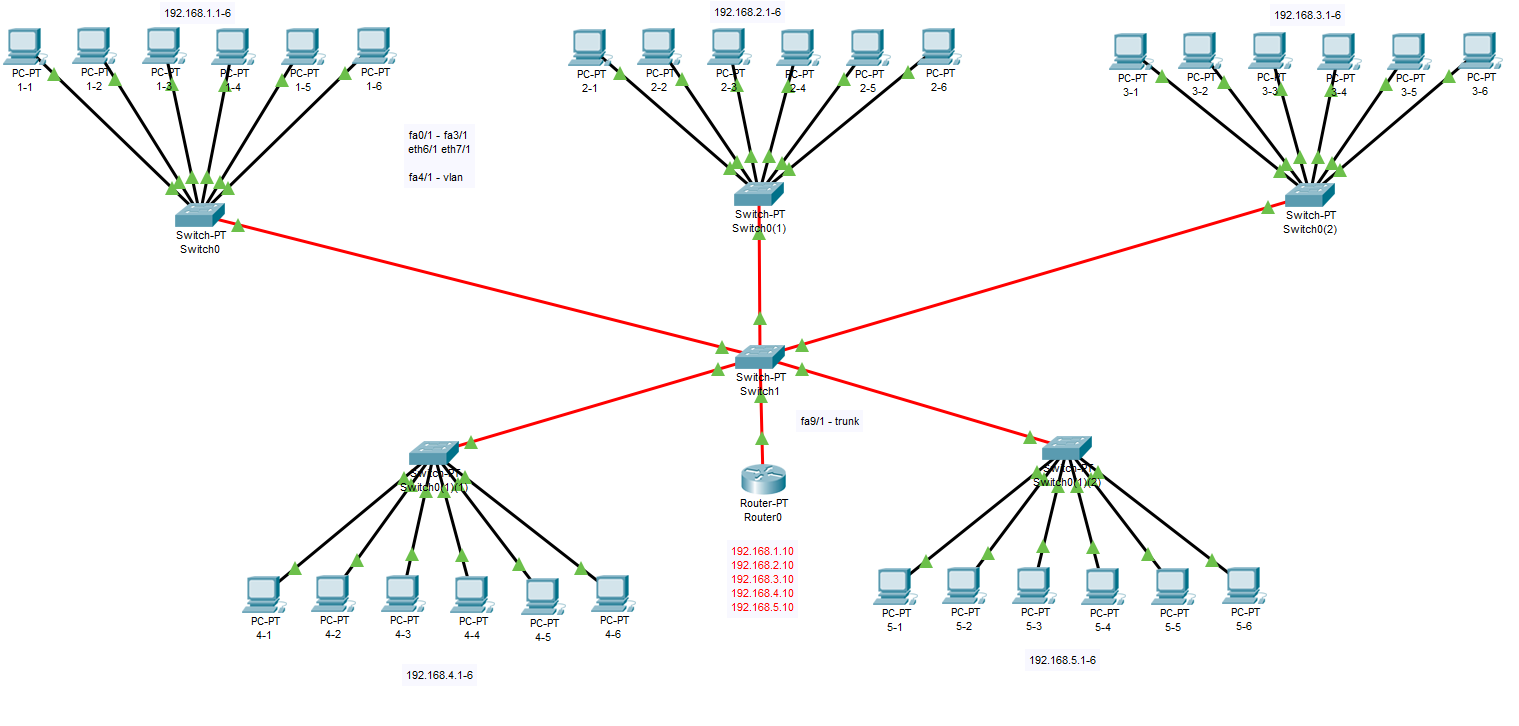 192.168.1.1-6
192.168.2.1-6
192.168.3.1-6
PC-PT
1-1
PC-PT
1-2
PC-PT
1-3
PC-PT
1-4
PC-PT
1-5
PC-PT
1-6
PC-PT
2-1
PC-PT
2-2
PC-PT
2-3
PC-PT
2-4
PC-PT
2-5
PC-PT
2-6
PC-PT
3-1
PC-PT
3-2
PC-PT
3-3
PC-PT
3-4
PC-PT
3-5
PC-PT
3-6
fa0/1 - fa3/1
eth6/1 eth7/1
fa4/1 - vlan
Switch-PT
Switch0
Switch-PT
Switch0(1)
Switch-PT
Switch0(2)
Switch-PT
Switch1
fa9/1 - trunk
Switch-PT
Switch0(1)(1)
Switch-PT
Switch0(1)(2)
Router-PT
Router0
192.168.1.10
192.168.2.10
192.168.3.10
192.168.4.10
192.168.5.10
PC-PT
4-1
PC-PT
4-2
PC-PT
4-3
PC-PT
4-4
PC-PT
4-5
PC-PT
4-6
PC-PT
5-1
PC-PT
5-2
PC-PT
5-3
PC-PT
5-4
PC-PT
5-5
PC-PT
5-6
192.168.4.1-6
192.168.5.1-6